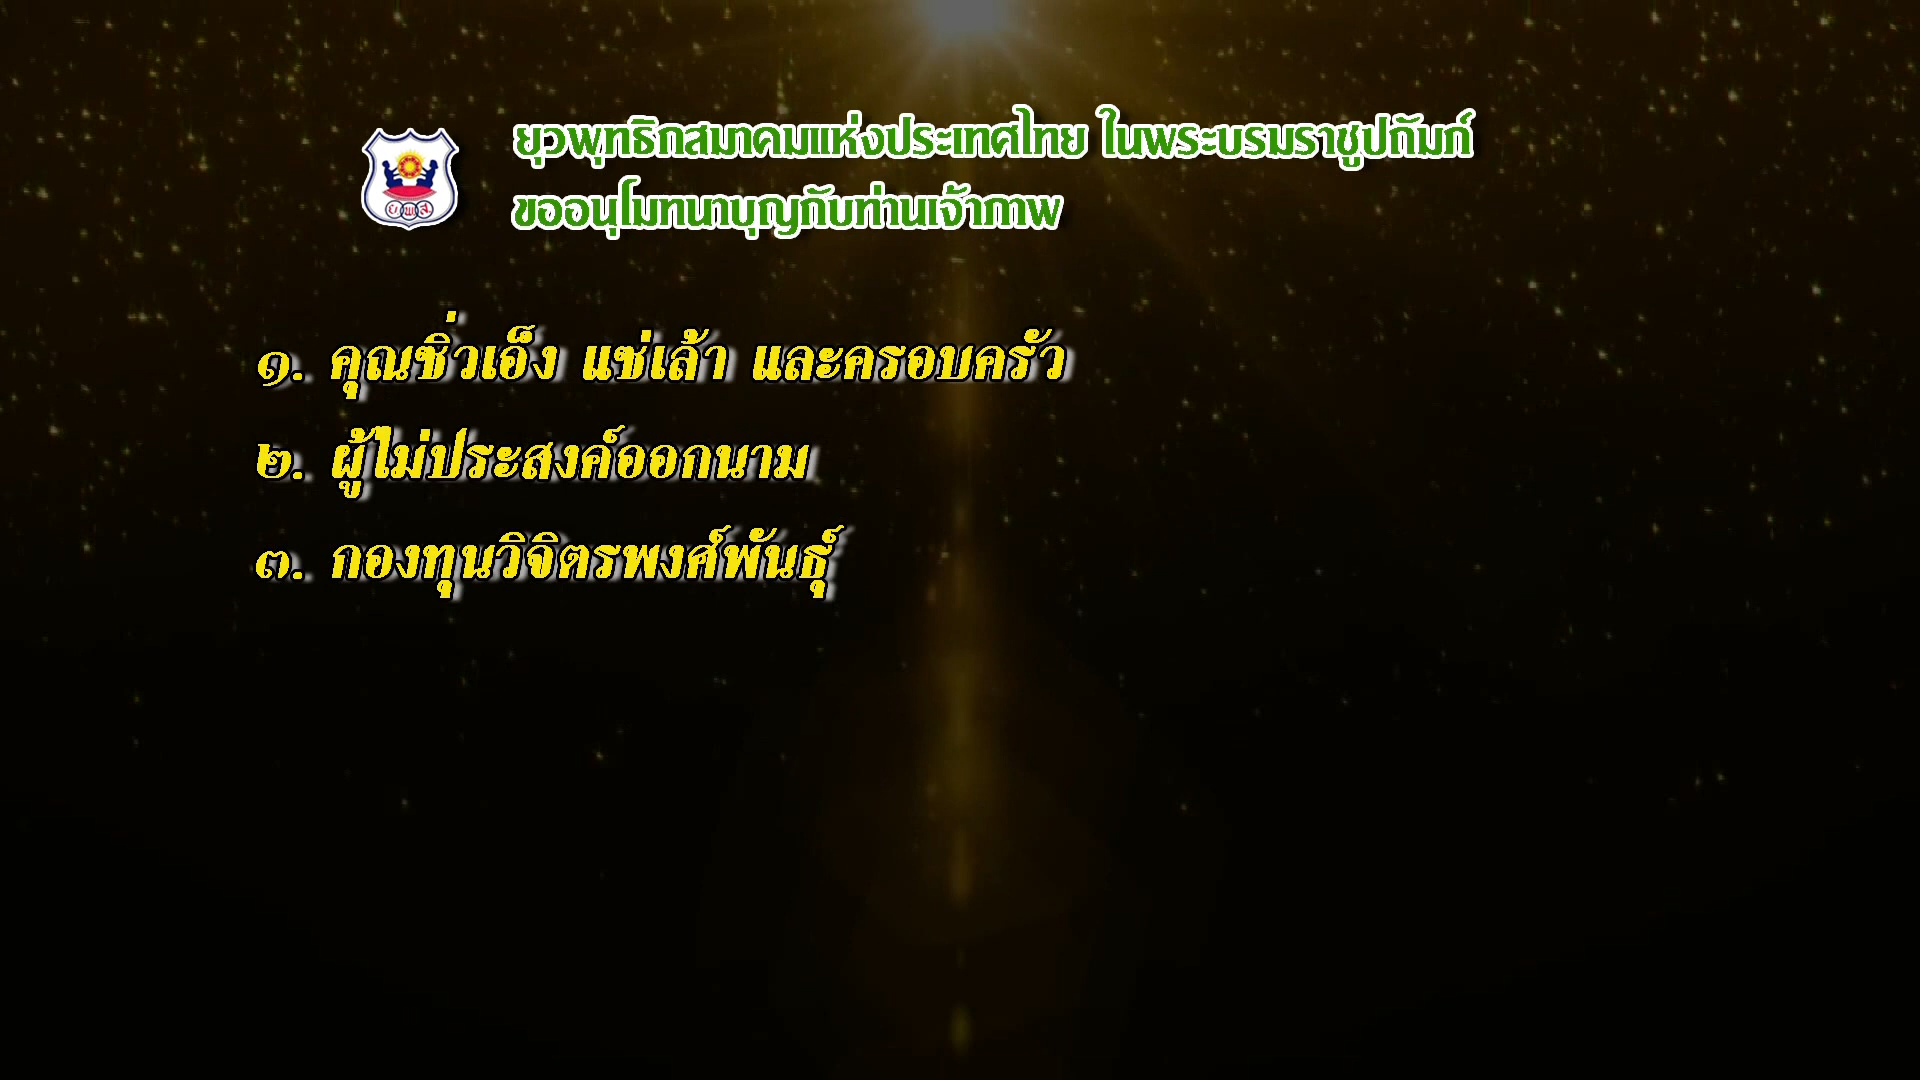 ยุวพุทธิกสมาคมแห่งประเทศไทย ในพระบรมราชูปถัมภ์
ขออนุโมทนาบุญกับท่านเจ้าภาพ
ย พ ส
๑. คุณซิ่วเอ็ง แซ่เล้า และครอบครัว
๒. ผู้ไม่ประสงค์ออกนาม
๓. กองทุนวิจิตรพงศ์พันธุ์